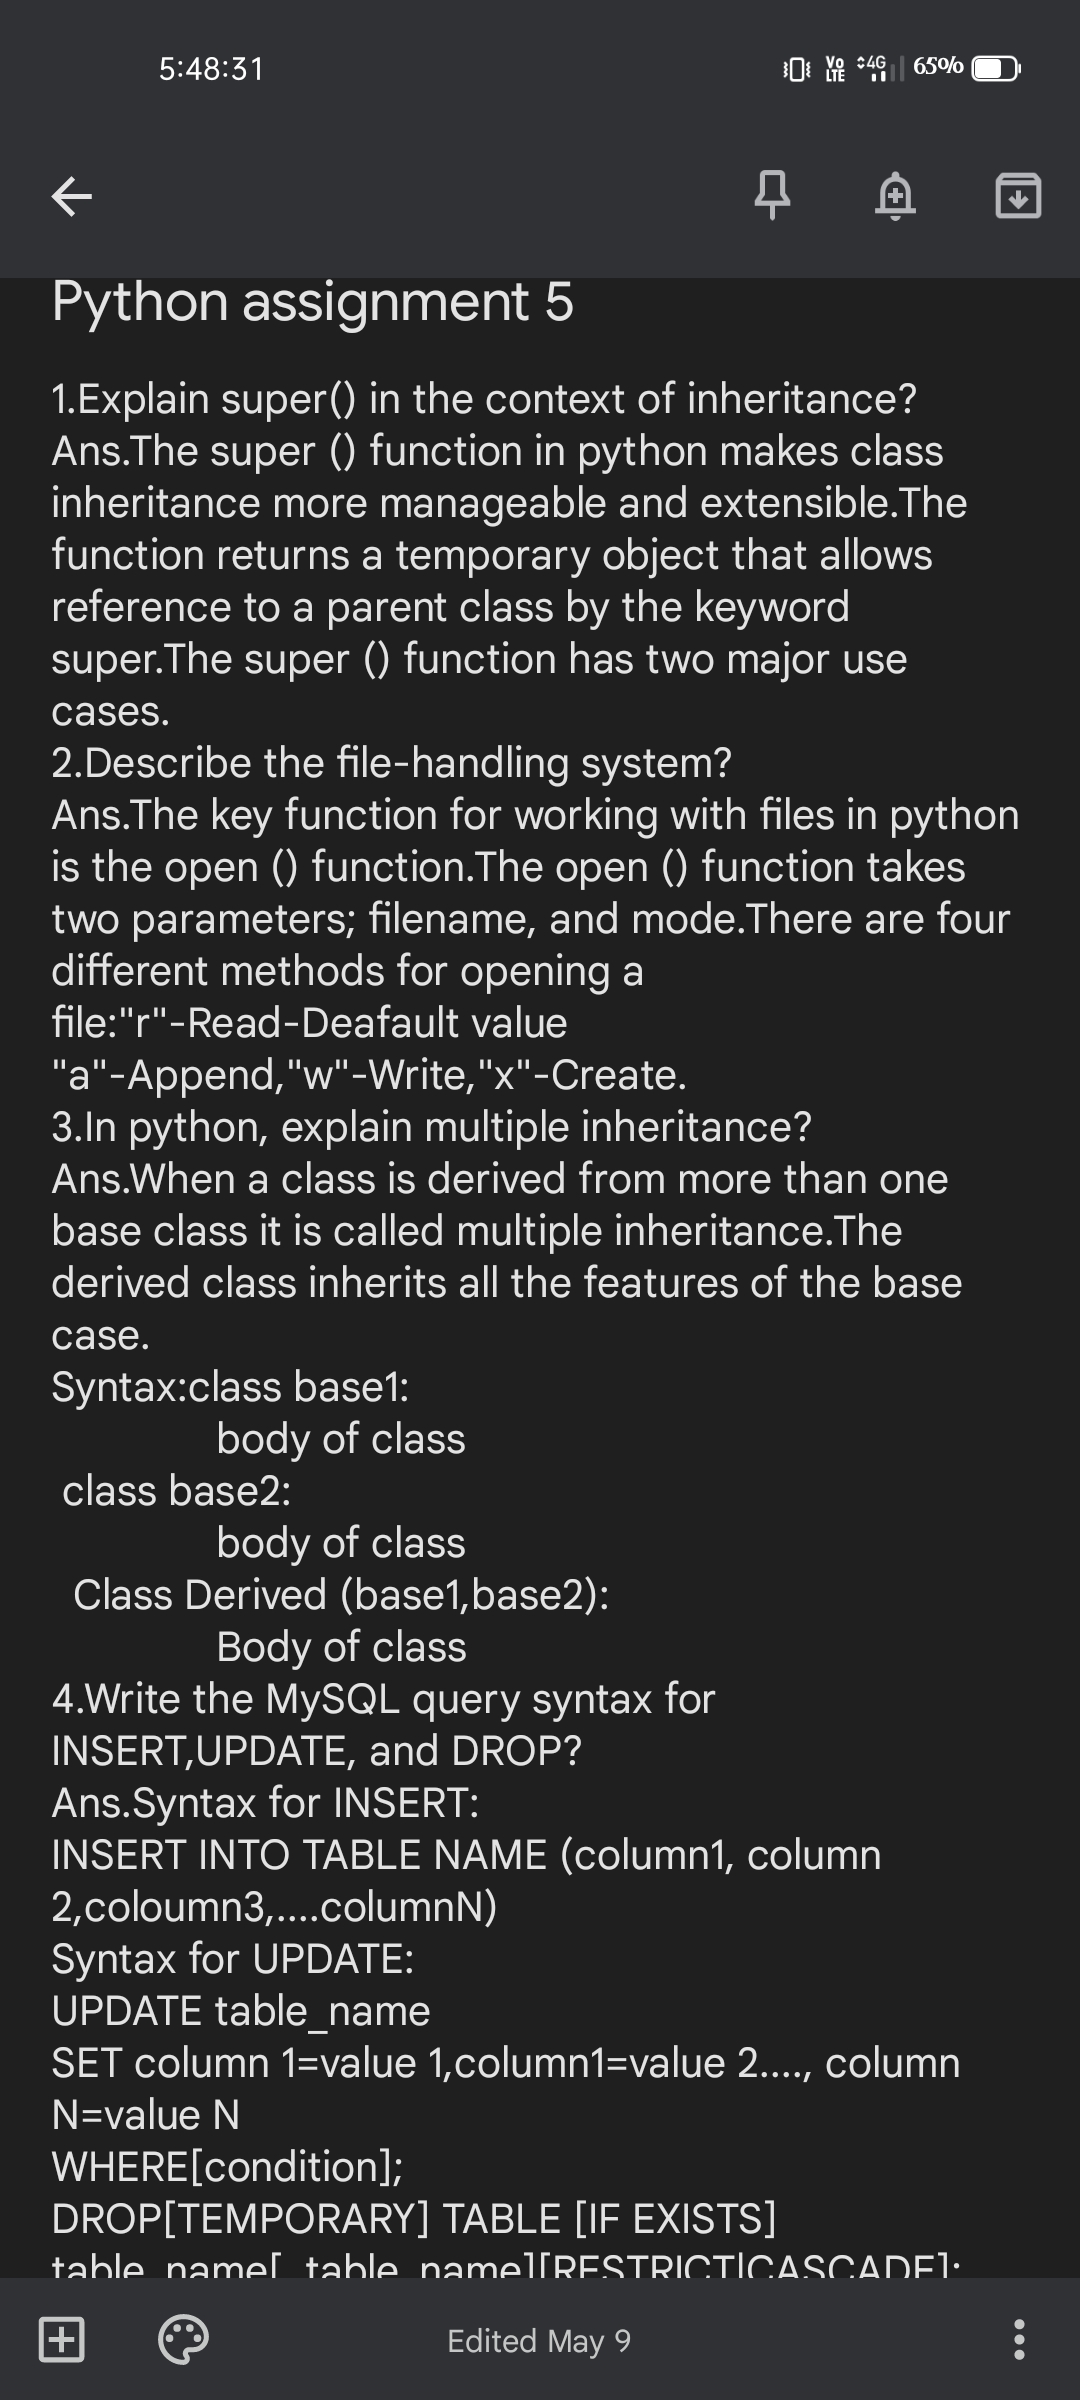 5:48:31
Vo LTE 4G 65%
Python assignment 5
1.Explain super() in the context of inheritance?
Ans.The super () function in python makes class
inheritance more manageable and extensible.The
function returns a temporary object that allows
reference to a parent class by the keyword
super.The super () function has two major use
cases.
2.Describe the file-handling system?
Ans.The key function for working with files in python
is the open () function.The open () function takes
two parameters; filename, and mode.There are four
different methods for opening a
file:"r"-Read-Deafault value
"a"-Append,"w"-Write,"x"-Create.
3.In python, explain multiple inheritance?
Ans.When a class is derived from more than one
base class it is called multiple inheritance.The
derived class inherits all the features of the base
case.
Syntax:class base1:
body of class
class base2:
body of class
Class Derived (base1,base2):
Body of class
4.Write the MySQL query syntax for
INSERT,UPDATE, and DROP?
Ans.Syntax for INSERT:
INSERT INTO TABLE NAME (column1, column
2,coloumn3,....columnN)
Syntax for UPDATE:
UPDATE table_name
SET column 1=value 1,column1=value 2...., column
N=value N
WHERE[condition];
DROP[TEMPORARY] TABLE [IF EXISTS]
table_name[,table_name][RESTRICT|CASCADE];
Edited May 9